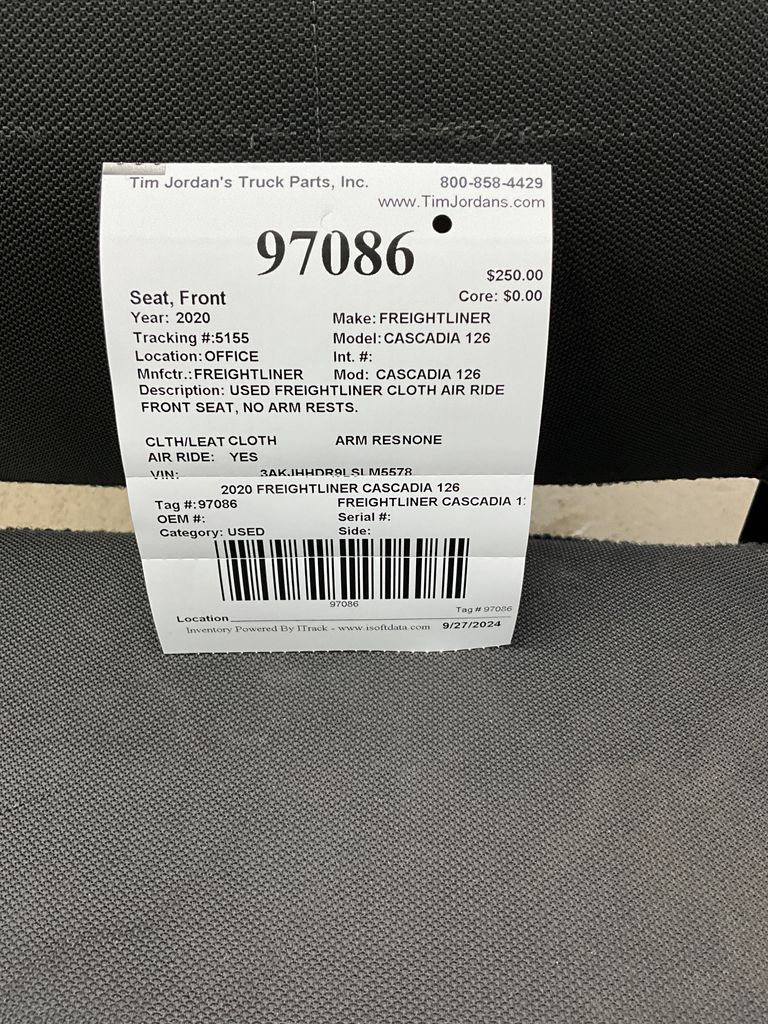 Tim Jordan's Truck Parts, Inc. 800-858-4429
www.TimJordans.com
97086
$250.00
Seat, Front Core: $0.00
Year: 2020 Make: FREIGHTLINER
Tracking #:5155 Model: CASCADIA 126
Location: OFFICE Int. #:
Mnfctr.: FREIGHTLINER Mod: CASCADIA 126
Description: USED FREIGHTLINER CLOTH AIR RIDE
FRONT SEAT, NO ARM RESTS.
CLTH/LEAT CLOTH ARM RESNONE
AIR RIDE: YES
VIN: 3AKJHHDR9LSLM5578
2020 FREIGHTLINER CASCADIA 126
Tag #:97086 FREIGHTLINER CASCADIA 1
OEM #: Serial #:
Category: USED Side:
97086
Tag # 97086
Location
Inventory Powered By ITrack - www.isoftdata.com 9/27/2024